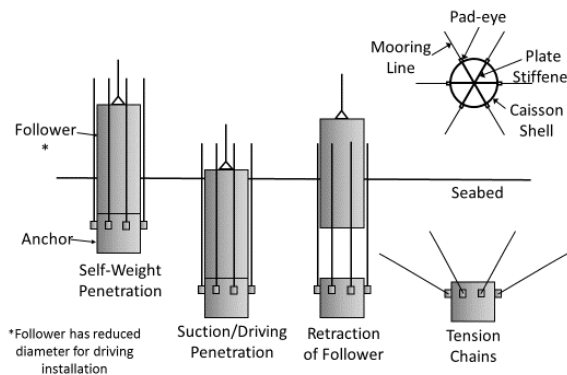 Pad-eye
Mooring
Line
Plate
Stiffene
Caisson
Shell
Follower
*
Seabed
Anchor
Self-Weight
Penetration
Suction/Driving
Penetration
Retraction
of Follower
Tension
Chains
*Follower has reduced
diameter for driving
installation